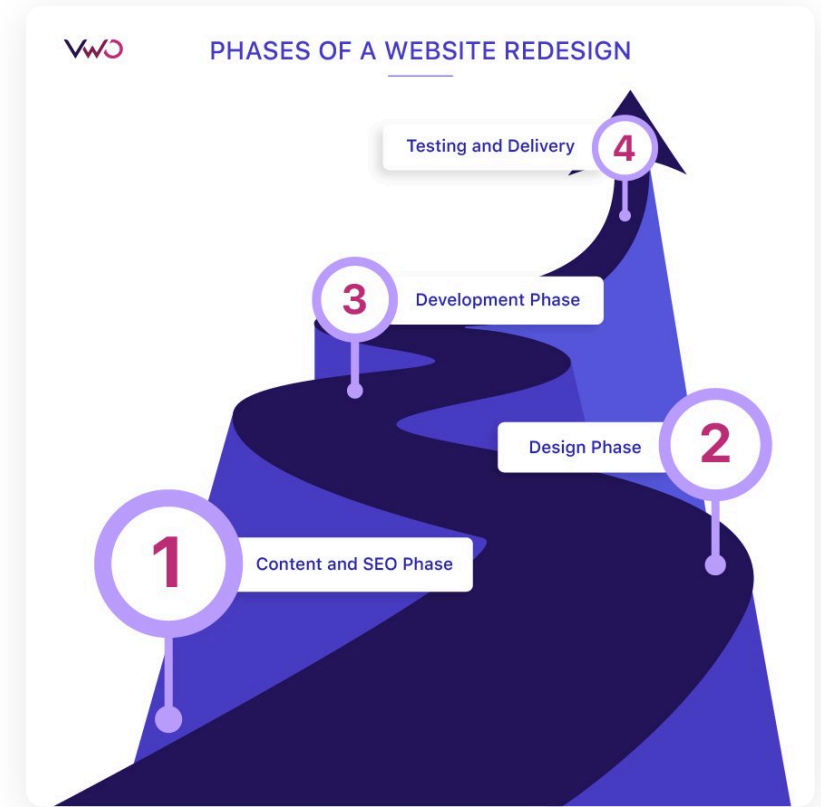 VWO
PHASES OF A WEBSITE REDESIGN
Testing and Delivery
4
3
Development Phase
Design Phase
2
1
Content and SEO Phase